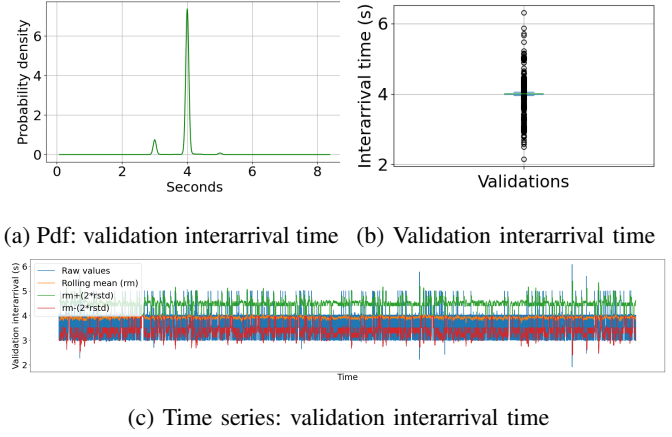 Probability density
6
4
2
0
0 2 4 6 8
Seconds
(a) Pdf: validation interarrival time
Interarrival time (s)
6
4
2
Validations
(b) Validation interarrival time
Validation interarrival (s)
6
5
4
3
2
Raw values
Rolling mean (rm)
rm+(2*rstd)
rm-(2*rstd)
Time
(c) Time series: validation interarrival time